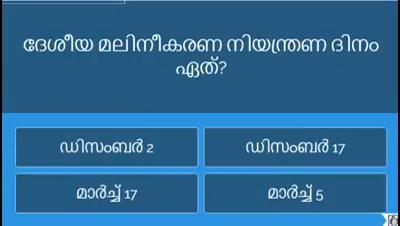 ദേശീയ മലിനീകരണ നിയന്ത്രണ ദിനം
ഏത്?
ഡിസംബർ 2
ഡിസംബർ 17
മാർച്ച് 17
മാർച്ച് 5